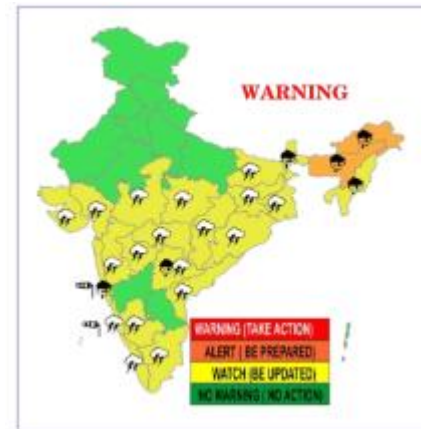 WARNING
WARNING (TAKE ACTION)
ALERT ( BE PREPARED)
WATCH (BE UPDATED)
NO WARNING ( NO ACTION)